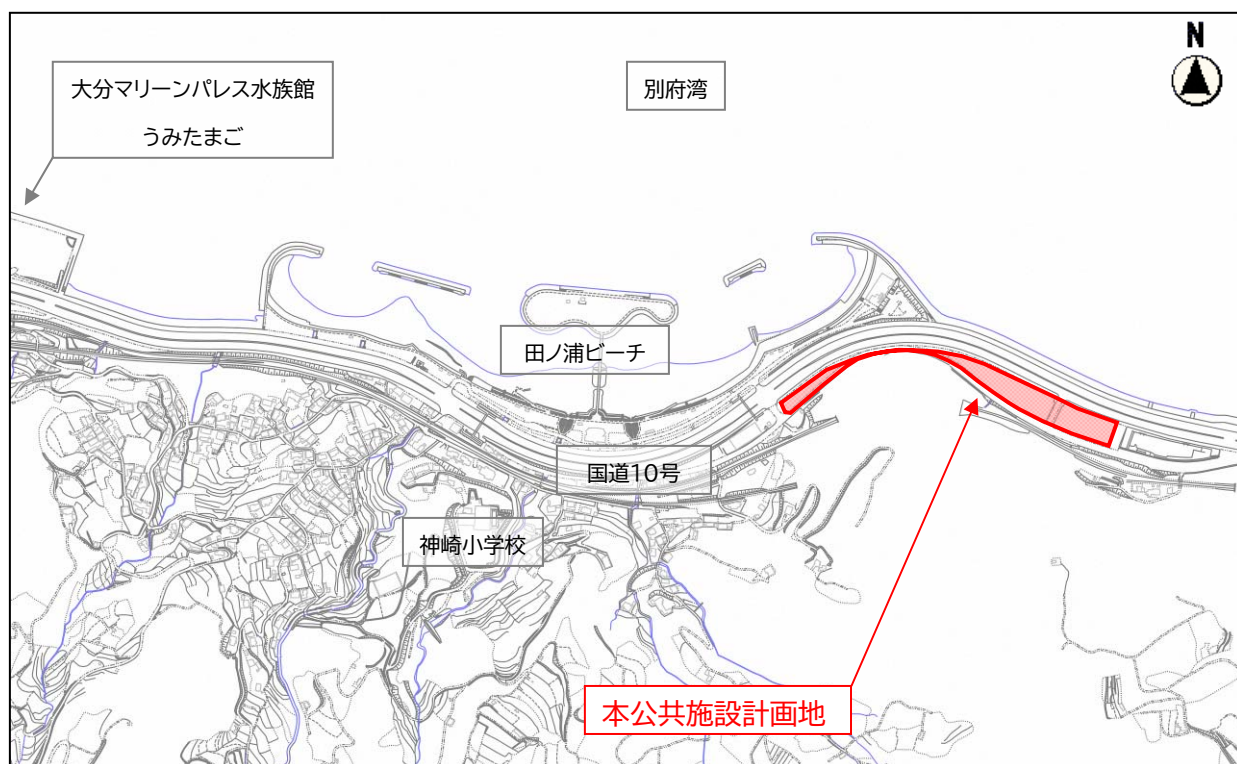 N
大分マリーンパレス水族館
うみたまご
別府湾
田ノ浦ビーチ
国道10号
神崎小学校
本公共施設計画地